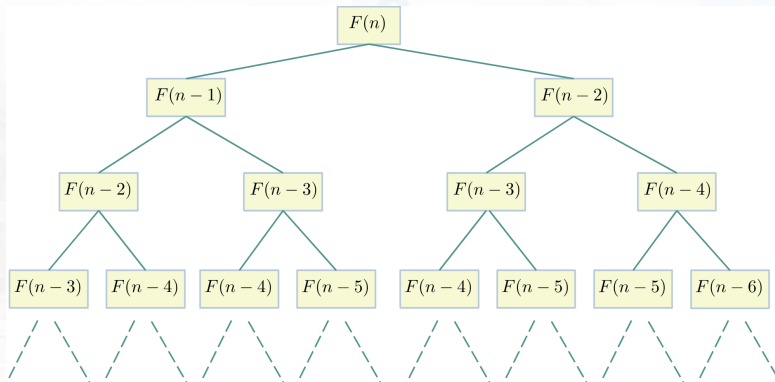 F(n)
F(n − 1) F(n − 2)
F(n − 2) F(n − 3) F(n − 3) F(n − 4)
F(n − 3) F(n − 4) F(n − 4) F(n − 5) F(n − 4) F(n − 5) F(n − 5) F(n − 6)